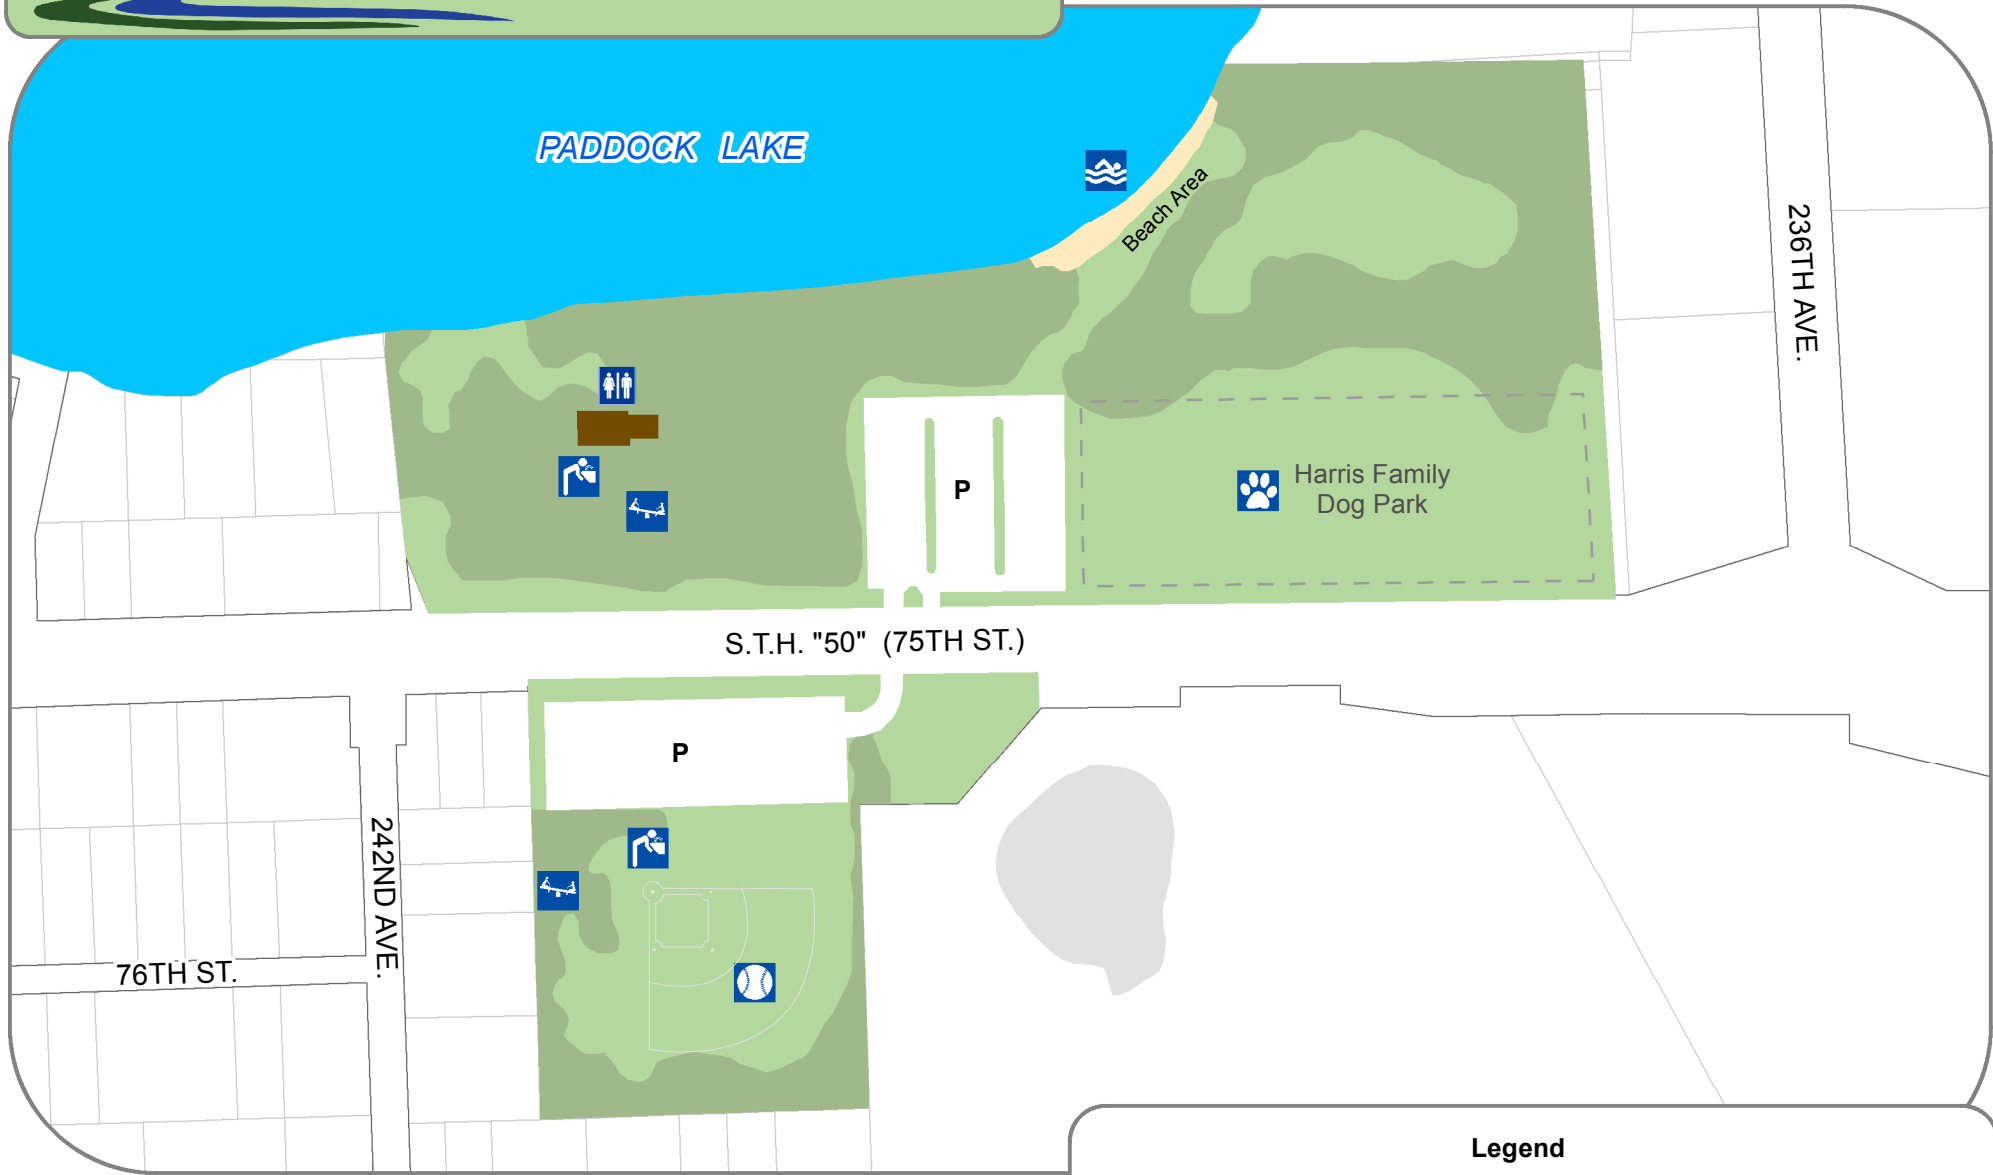 PADDOCK LAKE
Beach Area
236TH AVE.
P
Harris Family
Dog Park
S.T.H. "50" (75TH ST.)
P
242ND AVE.
76TH ST.
Legend